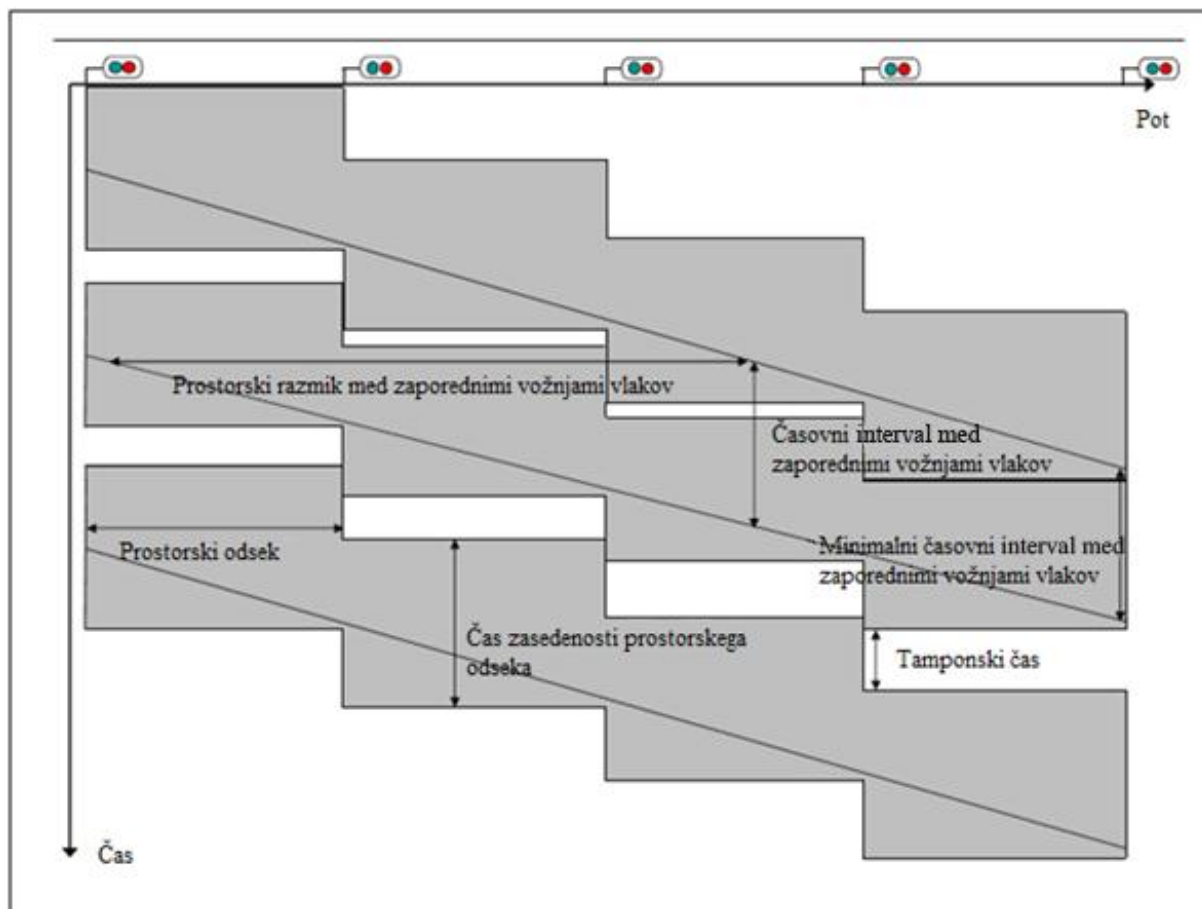 Pot
Prostorski razmik med zaporednimi vožnjami vlakov
Časovni interval med
zaporednimi vožnjami vlakov
Prostorski odsek
Minimalni časovni interval med
zaporednimi vožnjami vlakov
Čas zasedenosti prostorskega
odseka
Tamponski čas
Čas